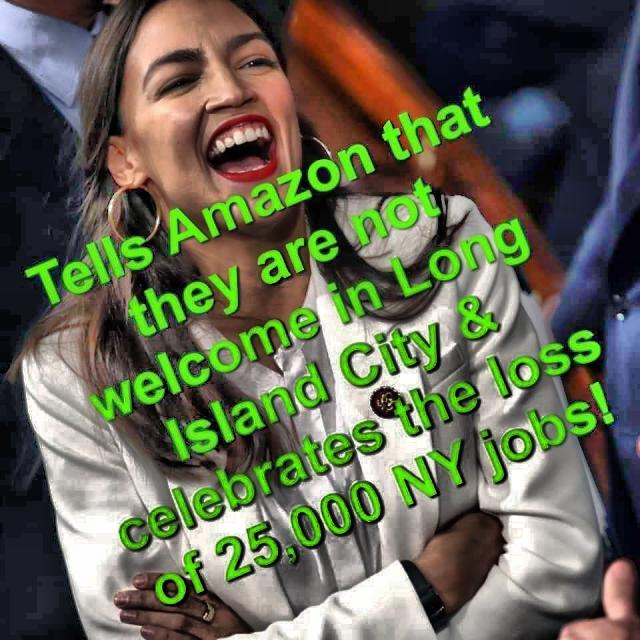 Tells Amazon that
they are not
welcome in Long
Island City &
celebrates the loss
of 25,000 NY jobs!